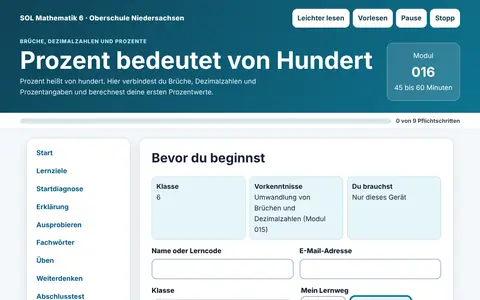 SOL Mathematik 6 · Oberschule Niedersachsen
Leichter lesen
Vorlesen
Pause
Stopp
BRÜCHE, DEZIMALZAHLEN UND PROZENTE
Prozent bedeutet von Hundert
Prozent heißt von hundert. Hier verbindest du Brüche, Dezimalzahlen und
Prozentangaben und berechnest deine ersten Prozentwerte.
Modul
016
45 bis 60 Minuten
0 von 9 Pflichtschritten
Start
Lernziele
Startdiagnose
Erklärung
Ausprobieren
Fachwörter
Üben
Weiterdenken
Abschlusstest
Bevor du beginnst
Klasse
6
Vorkenntnisse
Umwandlung von
Brüchen und
Dezimalzahlen (Modul
015)
Du brauchst
Nur dieses Gerät
Name oder Lerncode
E-Mail-Adresse
Klasse
Mein Lernweg